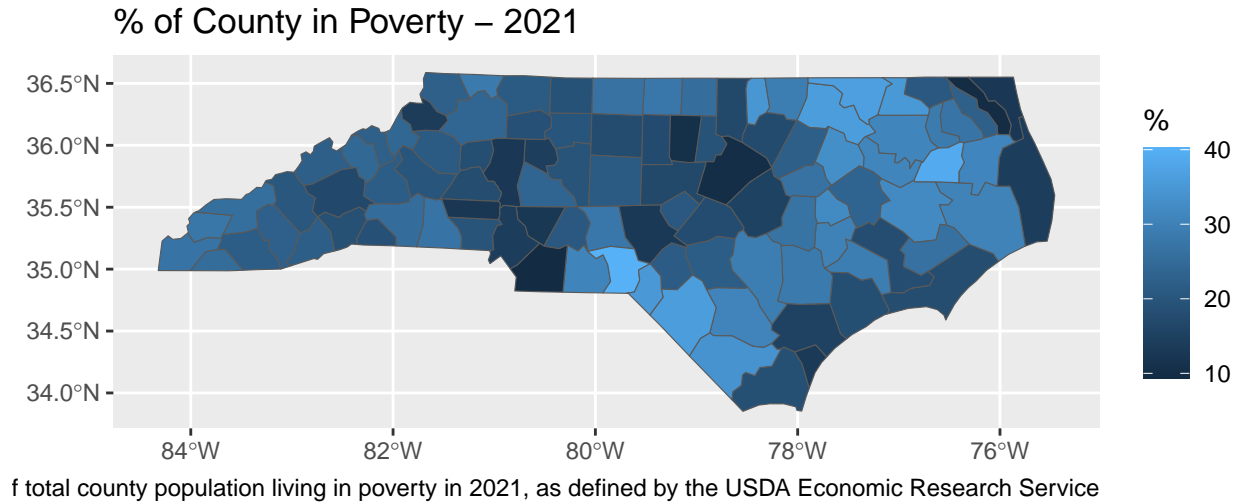 % of County in Poverty – 2021
%
36.5°N
36.0°N
35.5°N
35.0°N
34.5°N
34.0°N
40
30
20
10
84°W
82°W
80°W
78°W
76°W
f total county population living in poverty in 2021, as defined by the USDA Economic Research Service